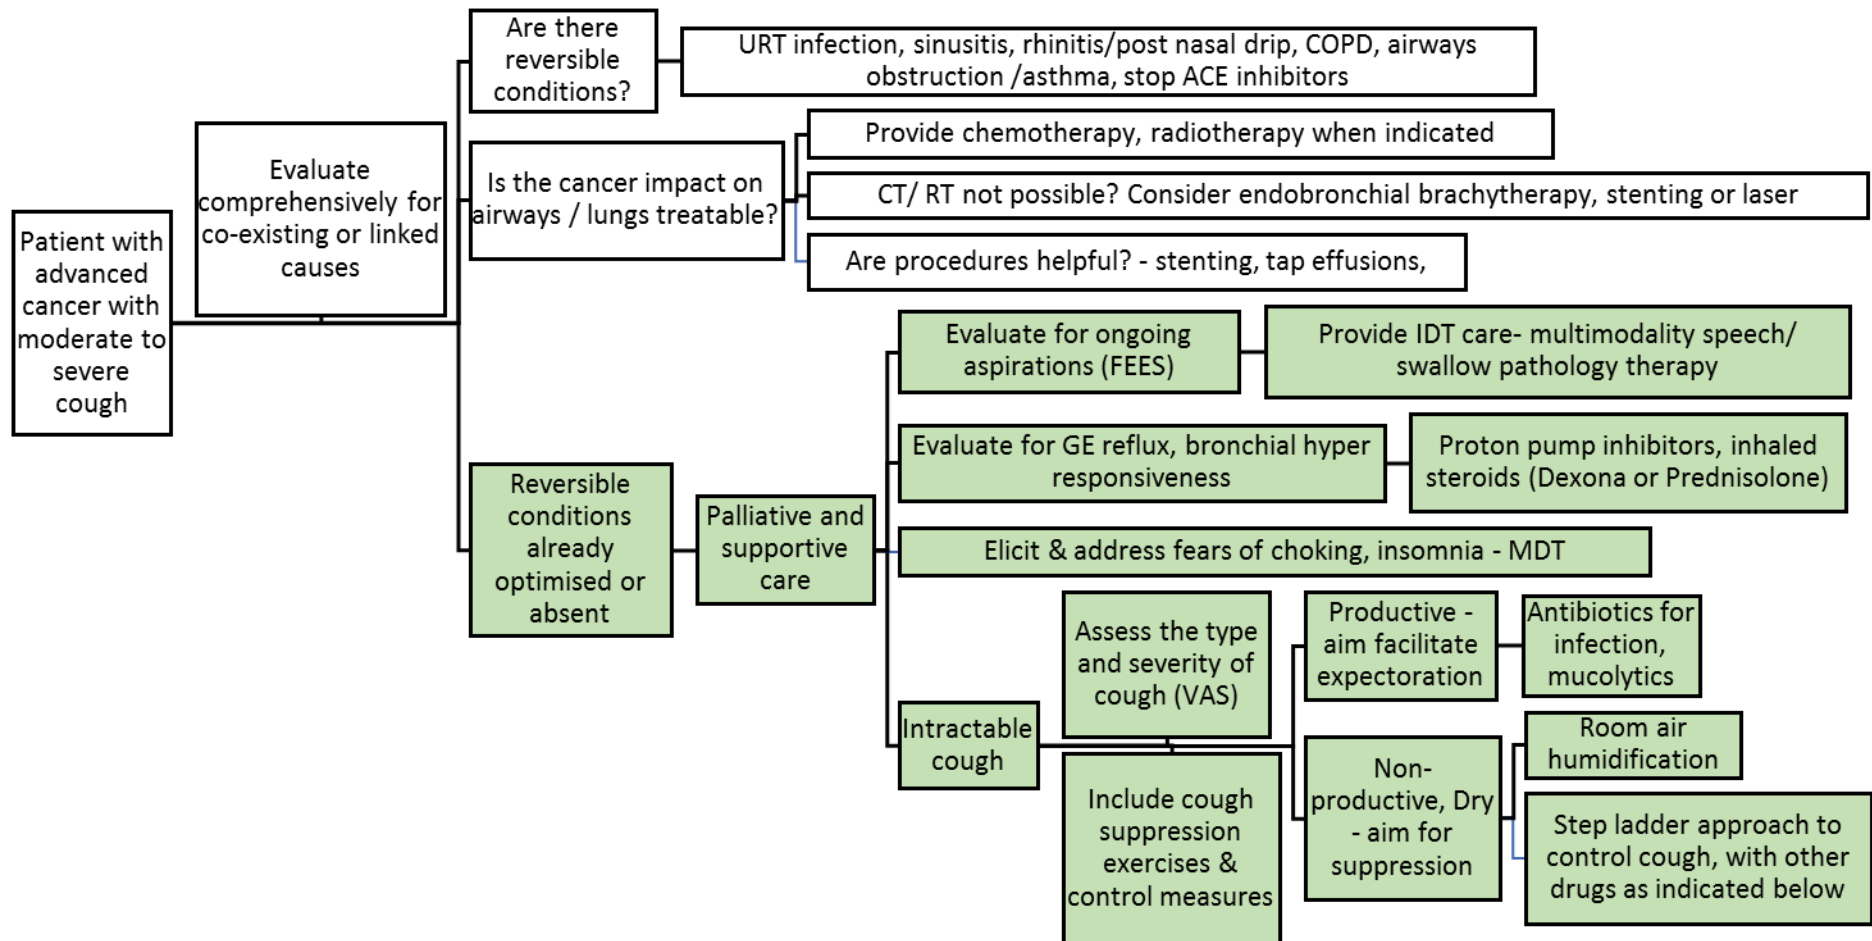 Patient with
advanced
cancer with
moderate to
severe
cough
Evaluate
comprehensively for
co-existing or linked
causes
Are there
reversible
conditions?
URT infection, sinusitis, rhinitis/post nasal drip, COPD, airways
obstruction /asthma, stop ACE inhibitors
Is the cancer impact on
airways / lungs treatable?
Provide chemotherapy, radiotherapy when indicated
CT/ RT not possible? Consider endobronchial brachytherapy, stenting or laser
Are procedures helpful? - stenting, tap effusions,
Reversible
conditions
already
optimised or
absent
Palliative and
supportive
care
Evaluate for ongoing
aspirations (FEES)
Provide IDT care- multimodality speech/
swallow pathology therapy
Evaluate for GE reflux, bronchial hyper
responsiveness
Proton pump inhibitors, inhaled
steroids (Dexona or Prednisolone)
Elicit & address fears of choking, insomnia - MDT
Intractable
cough
Assess the type
and severity of
cough (VAS)
Include cough
suppression
exercises &
control measures
Productive -
aim facilitate
expectoration
Antibiotics for
infection,
mucolytics
Non-
productive, Dry
- aim for
suppression
Room air
humidification
Step ladder approach to
control cough, with other
drugs as indicated below